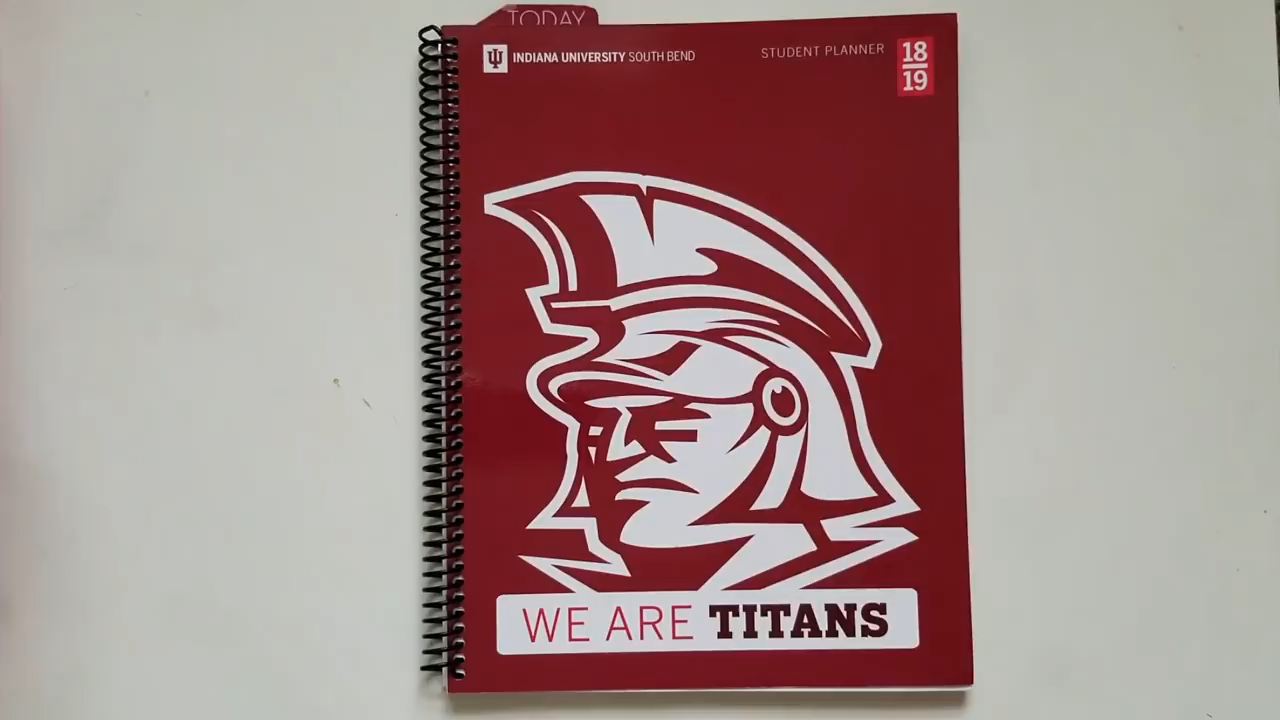 TODAY
INDIANA UNIVERSITY SOUTH BEND
STUDENT PLANNER
18
19
WE ARE TITANS